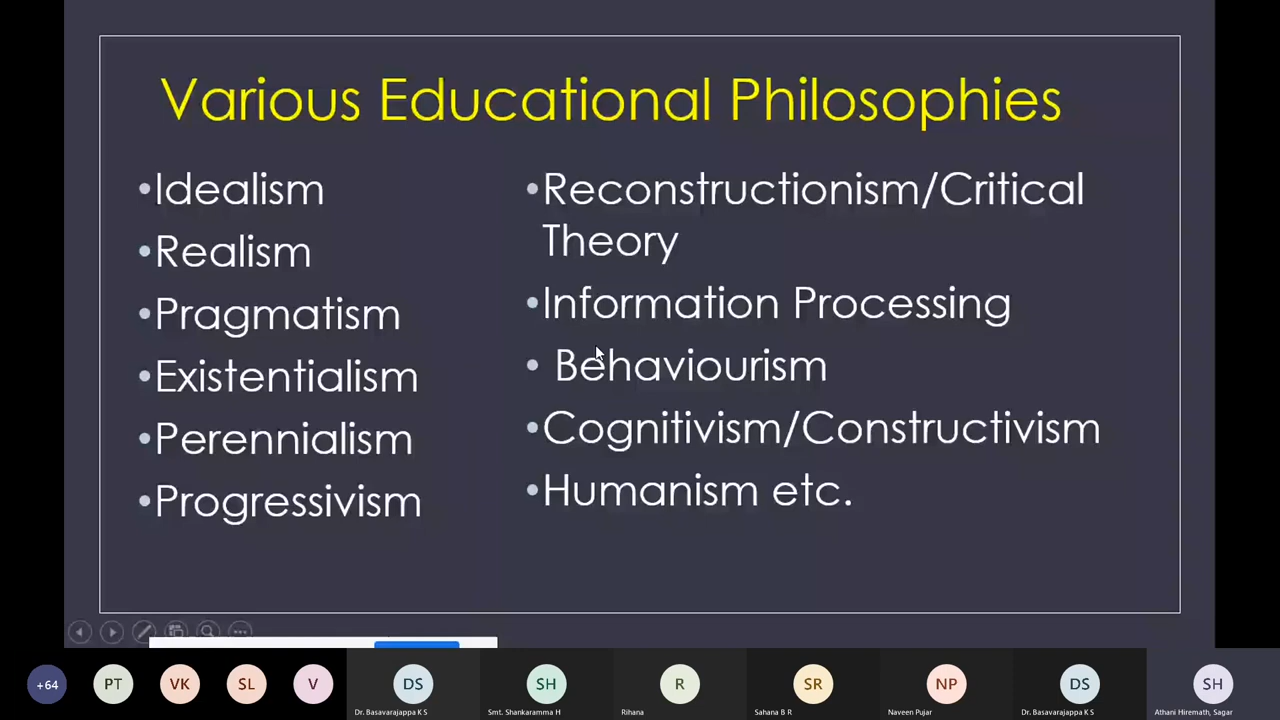 Various Educational Philosophies
•Idealism
•Realism
•Pragmatism
•Existentialism
•Perennialism
•Progressivism
•Reconstructionism/Critical
Theory
•Information Processing
• Behaviourism
•Cognitivism/Constructivism
•Humanism etc.
+64
PT
VK
SL
V
DS
Dr. Basavarajappa K S
SH
Smt. Shankaramma H
R
Rihana
SR
Sahana B R
NP
Naveen Pujar
DS
Dr. Basavarajappa K S
SH
Athani Hiremath, Sagar